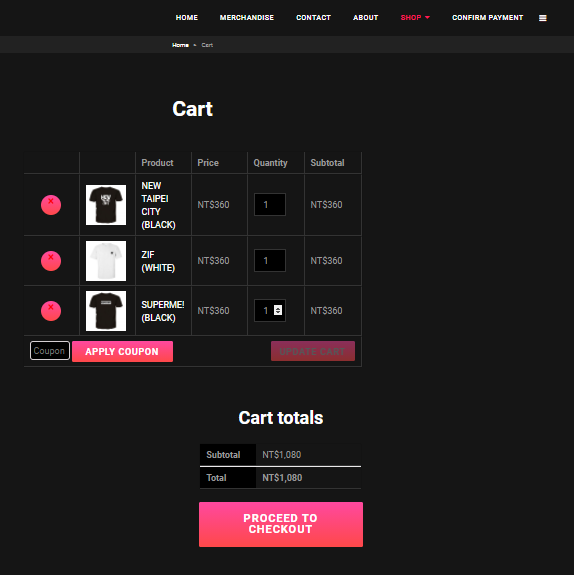 HOME MERCHANDISE CONTACT ABOUT SHOP CONFIRM PAYMENT
Home » Cart
Cart
Product Price Quantity Subtotal
× NEW TAIPEI CITY (BLACK) NT$360 1 NT$360
× ZIF (WHITE) NT$360 1 NT$360
× SUPERME! (BLACK) NT$360 1 NT$360
Coupon APPLY COUPON UPDATE CART
Cart totals
Subtotal NT$1,080
Total NT$1,080
PROCEED TO
CHECKOUT